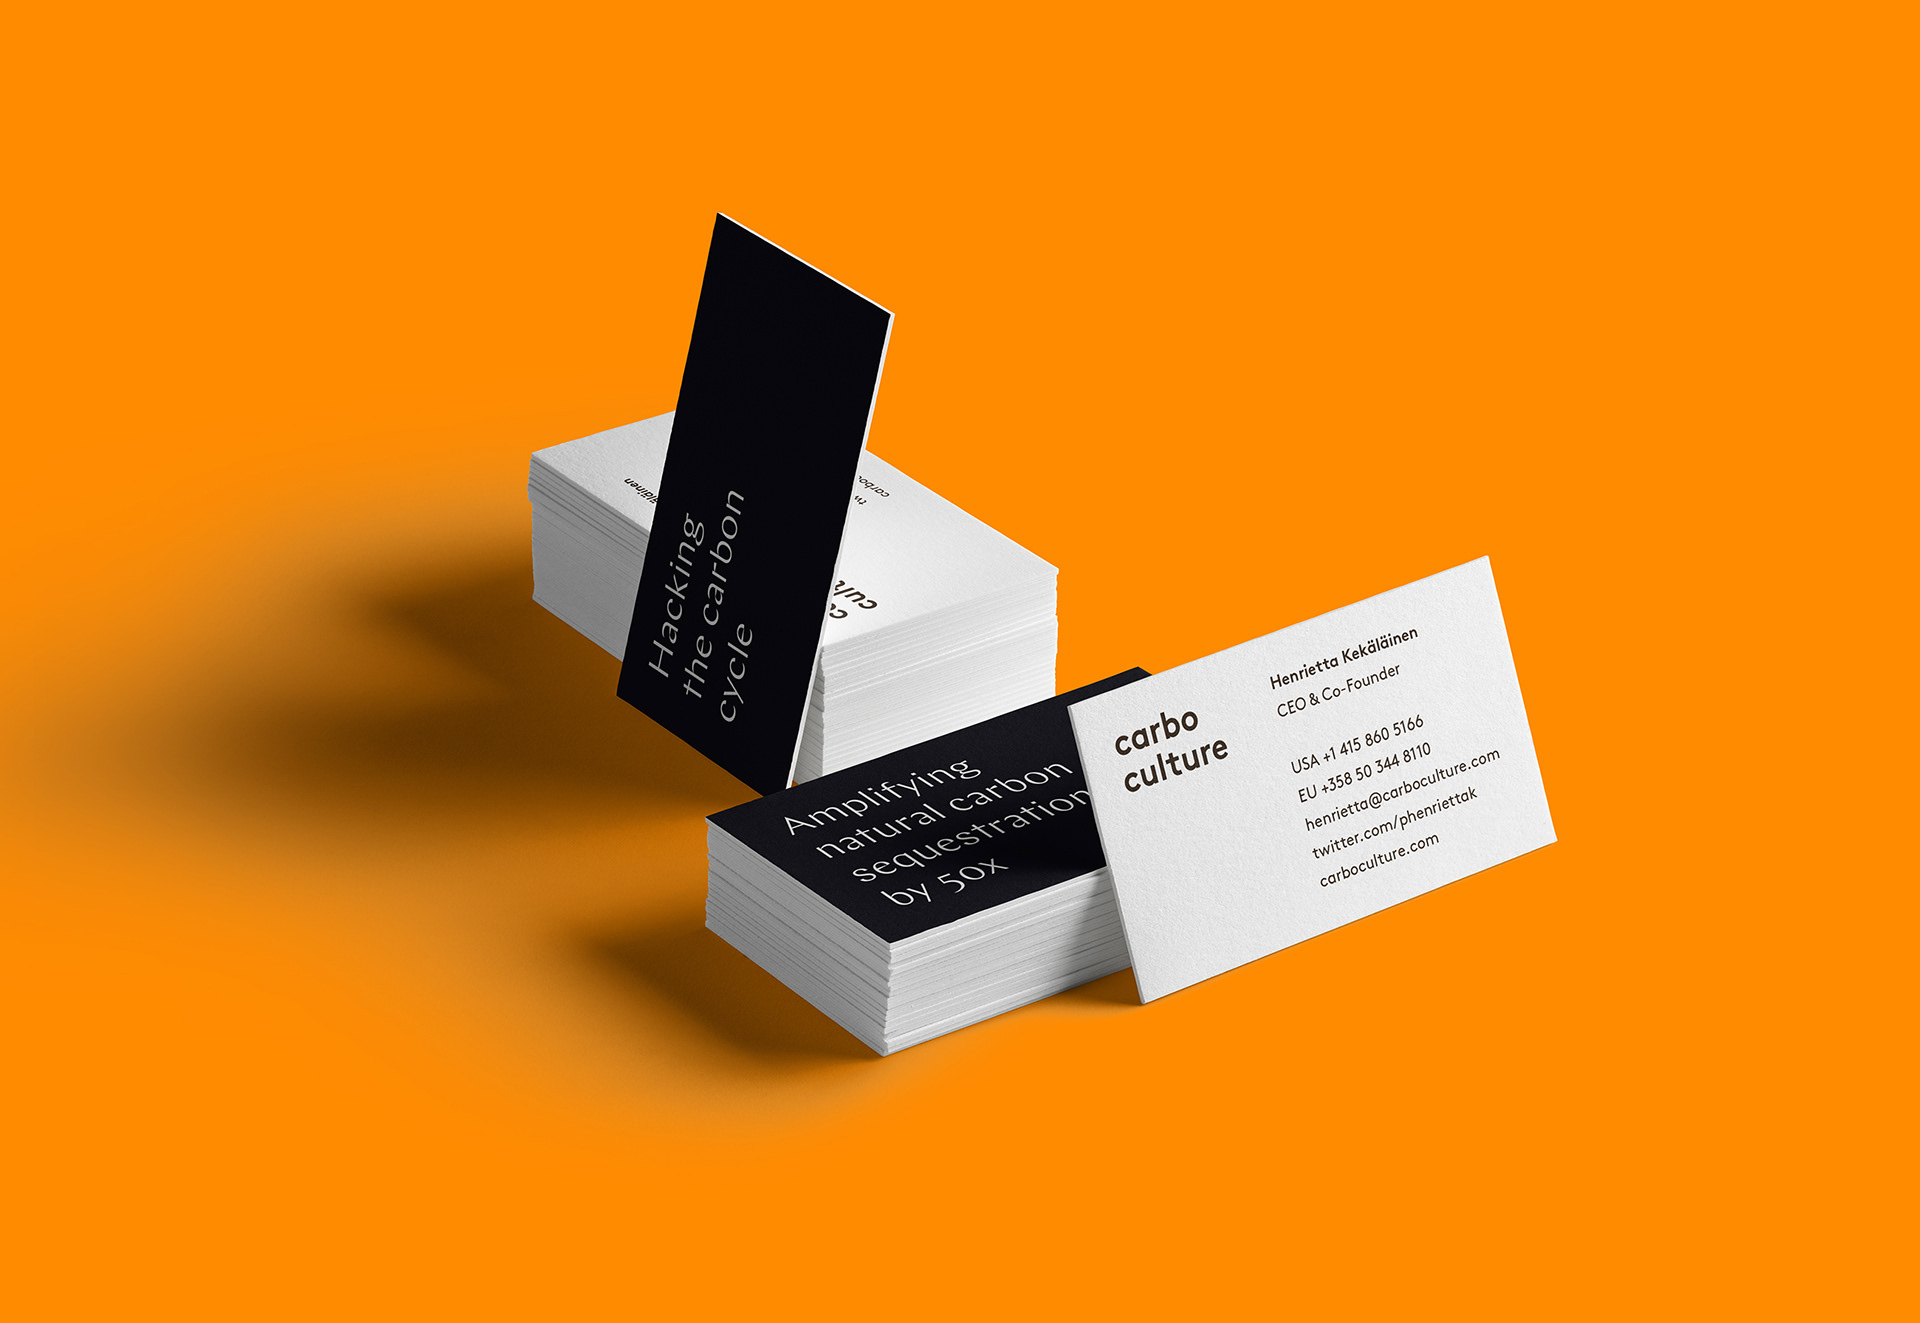 Hacking
the carbon
cycle
Amplifying
natural carbon
sequestration
by 50x
carbo
culture
Henrietta Kekäläinen
CEO & Co-Founder
USA +1 415 860 5166
EU +358 50 344 8110
henrietta@carboculture.com
twitter.com/phenriettak
carboculture.com